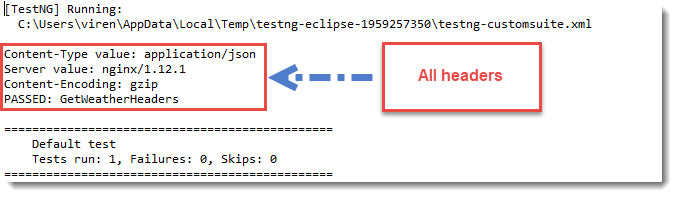 [TestNG] Running:
C:\Users\viren\AppData\Local\Temp\testng-eclipse-1959257350\testng-customsuite.xml
Content-Type value: application/json
Server value: nginx/1.12.1
Content-Encoding: gzip
PASSED: GetWeatherHeaders
All headers
===============================================
Default test
Tests run: 1, Failures: 0, Skips: 0
===============================================